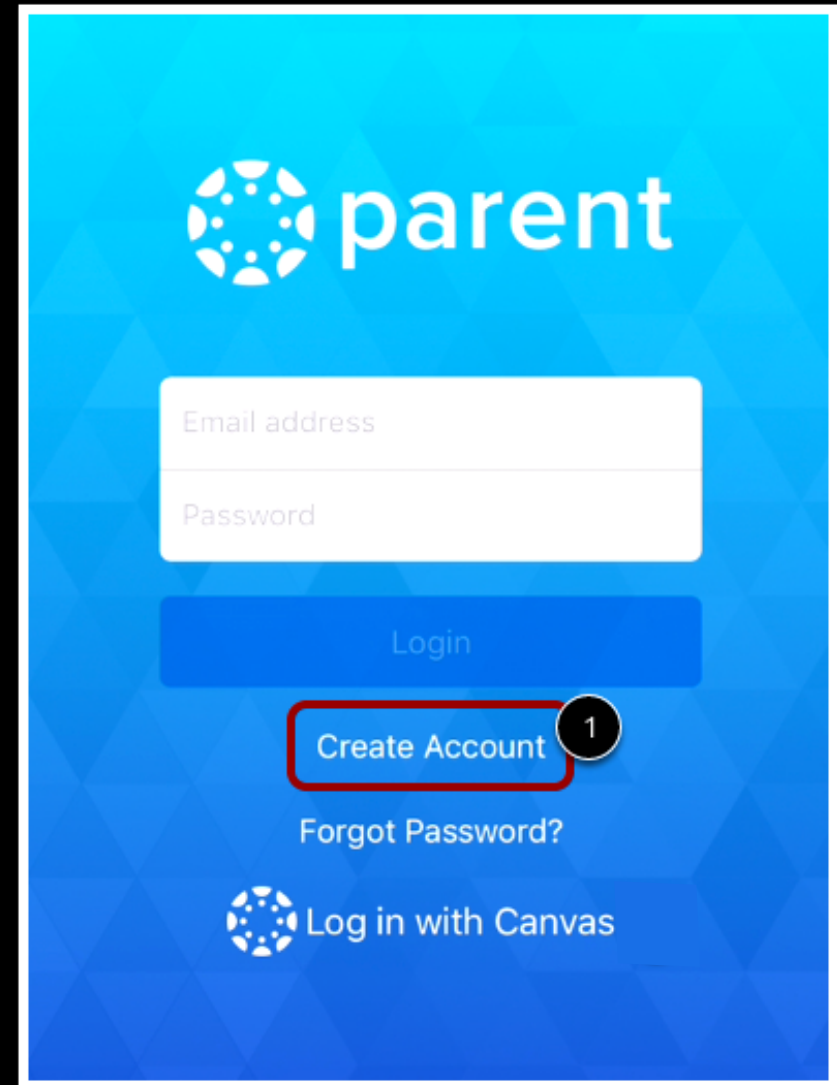 parent
Email address
Password
Login
Create Account
1
Forgot Password?
Log in with Canvas